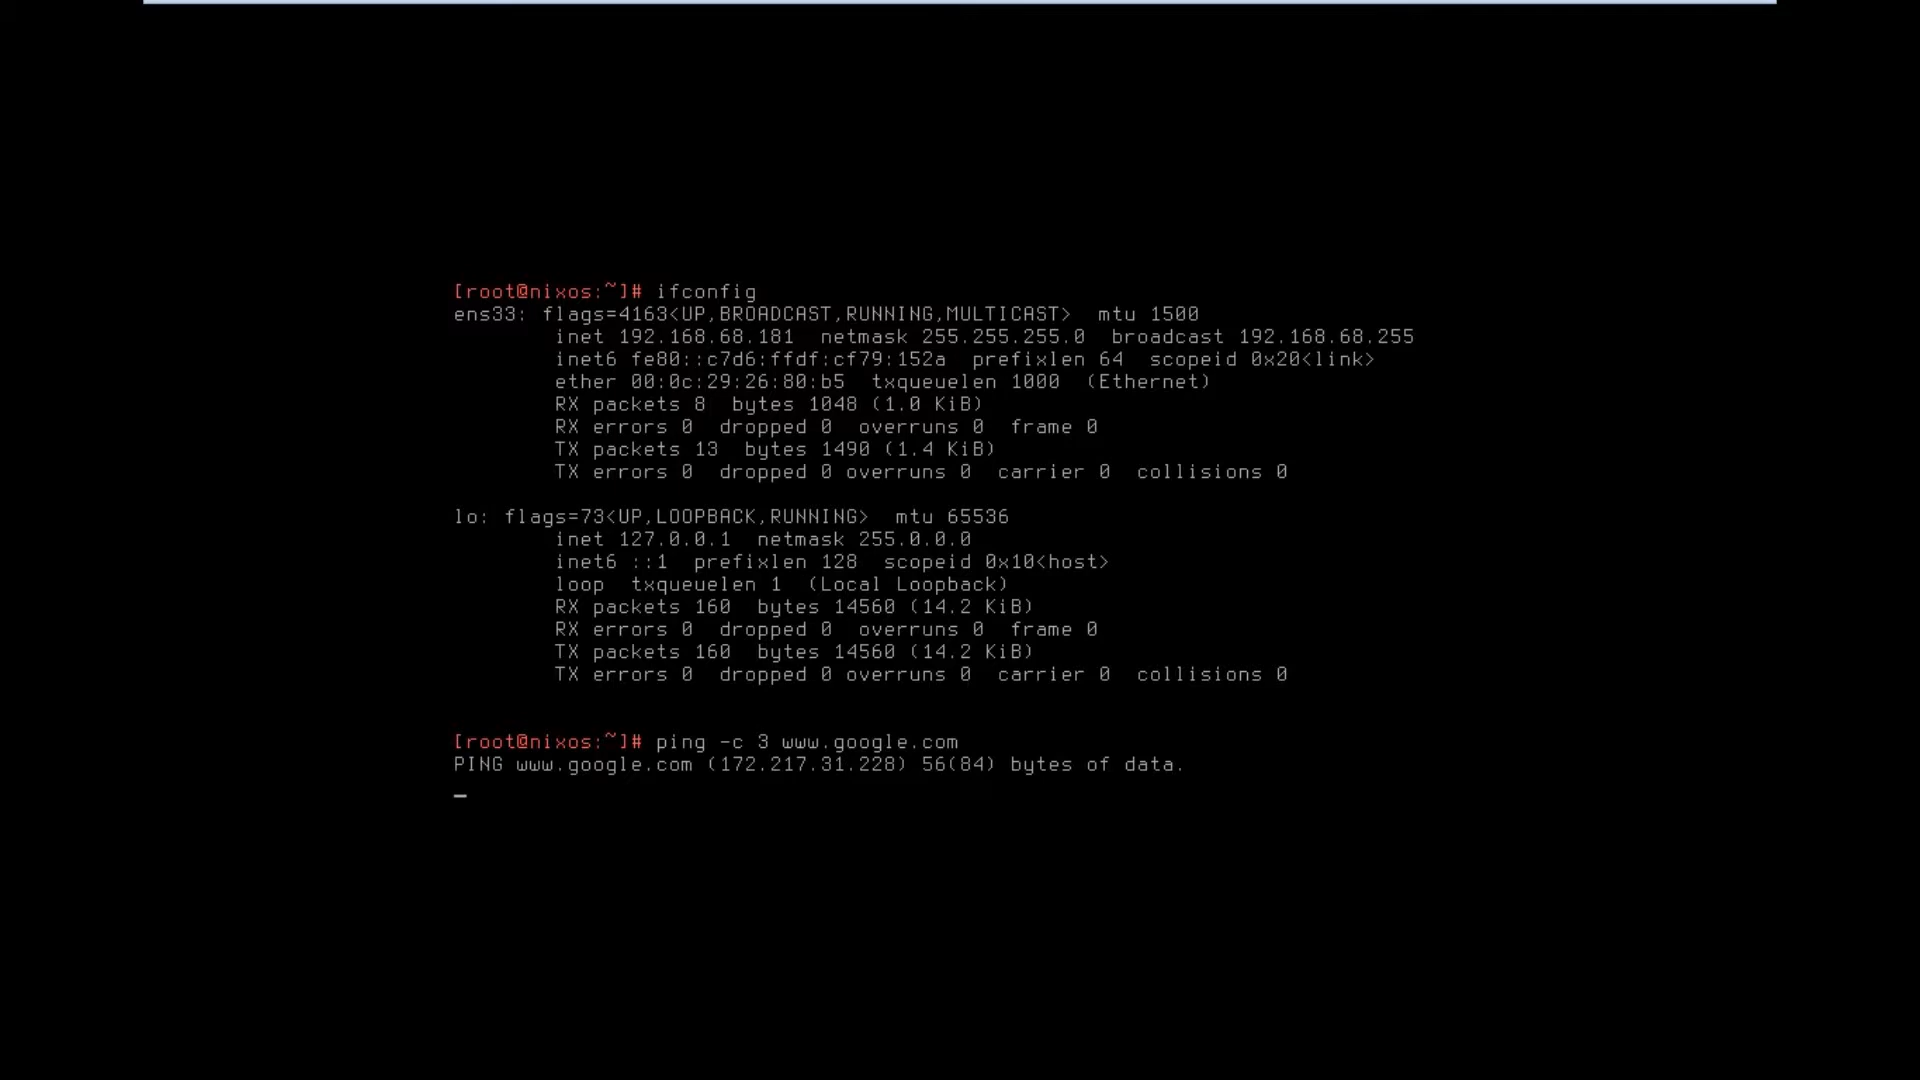 [root@nixos:~]# ifconfig
ens33: flags=4163<UP,BROADCAST,RUNNING,MULTICAST>  mtu 1500
        inet 192.168.68.181  netmask 255.255.255.0  broadcast 192.168.68.255
        inet6 fe80::c7d6:ffdf:cf79:152a  prefixlen 64  scopeid 0x20<link>
        ether 00:0c:29:26:80:b5  txqueuelen 1000  (Ethernet)
        RX packets 8  bytes 1048 (1.0 KiB)
        RX errors 0  dropped 0  overruns 0  frame 0
        TX packets 13  bytes 1490 (1.4 KiB)
        TX errors 0  dropped 0 overruns 0  carrier 0  collisions 0

lo: flags=73<UP,LOOPBACK,RUNNING>  mtu 65536
        inet 127.0.0.1  netmask 255.0.0.0
        inet6 ::1  prefixlen 128  scopeid 0x10<host>
        loop  txqueuelen 1  (Local Loopback)
        RX packets 160  bytes 14560 (14.2 KiB)
        RX errors 0  dropped 0  overruns 0  frame 0
        TX packets 160  bytes 14560 (14.2 KiB)
        TX errors 0  dropped 0 overruns 0  carrier 0  collisions 0

[root@nixos:~]# ping -c 3 www.google.com
PING www.google.com (172.217.31.228) 56(84) bytes of data.